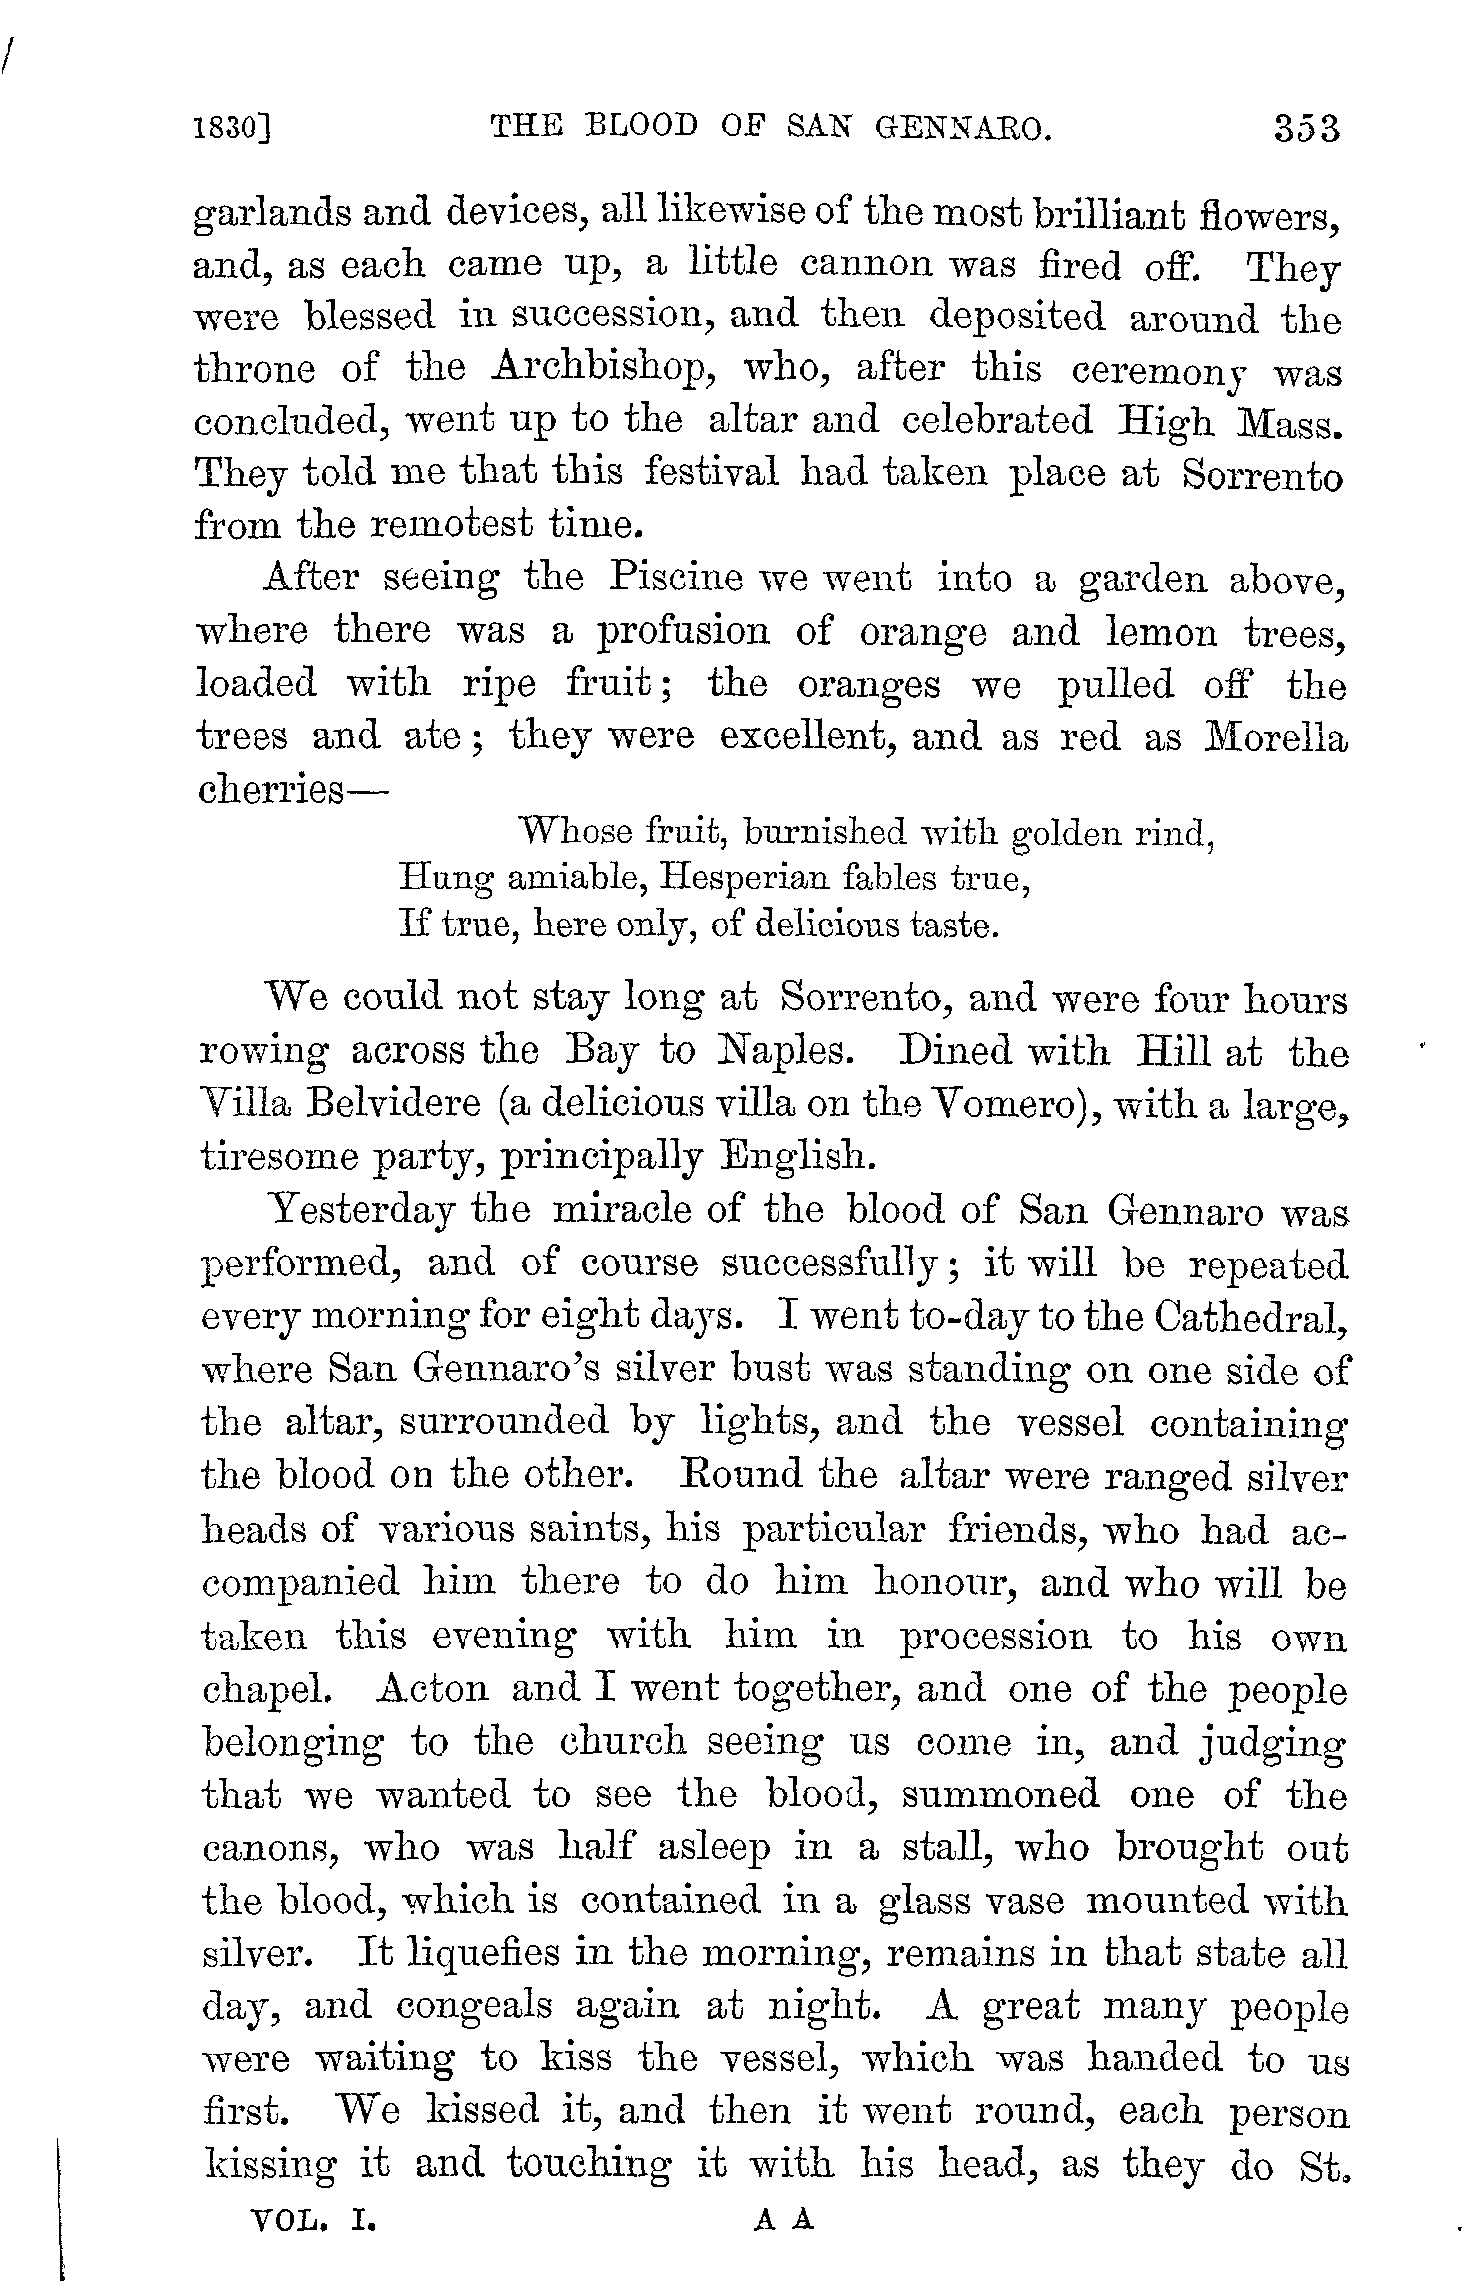 1830] THE BLOOD OF SAN GENNARO. 353
garlands and devices, all likewise of the most brilliant flowers,
and, as each came up, a little cannon was fired off. They
were blessed in succession, and then deposited around the
throne of the Archbishop, who, after this ceremony was
concluded, went up to the altar and celebrated High Mass.
They told me that this festival had taken place at Sorrento
from the remotest time.
After seeing the Piscine we went into a garden above,
where there was a profusion of orange and lemon trees,
loaded with ripe fruit; the oranges we pulled off the
trees and ate; they were excellent, and as red as Morella
cherries—
Whose fruit, burnished with golden rind,
Hung amiable, Hesperian fables true,
If true, here only, of delicious taste.
We could not stay long at Sorrento, and were four hours
rowing across the Bay to Naples. Dined with Hill at the
Villa Belvidere (a delicious villa on the Vomero), with a large,
tiresome party, principally English.
Yesterday the miracle of the blood of San Gennaro was
performed, and of course successfully; it will be repeated
every morning for eight days. I went to-day to the Cathedral,
where San Gennaro's silver bust was standing on one side of
the altar, surrounded by lights, and the vessel containing
the blood on the other. Round the altar were ranged silver
heads of various saints, his particular friends, who had ac-
companied him there to do him honour, and who will be
taken this evening with him in procession to his own
chapel. Acton and I went together, and one of the people
belonging to the church seeing us come in, and judging
that we wanted to see the blood, summoned one of the
canons, who was half asleep in a stall, who brought out
the blood, which is contained in a glass vase mounted with
silver. It liquefies in the morning, remains in that state all
day, and congeals again at night. A great many people
were waiting to kiss the vessel, which was handed to us
first. We kissed it, and then it went round, each person
kissing it and touching it with his head, as they do St.
VOL. I. A A